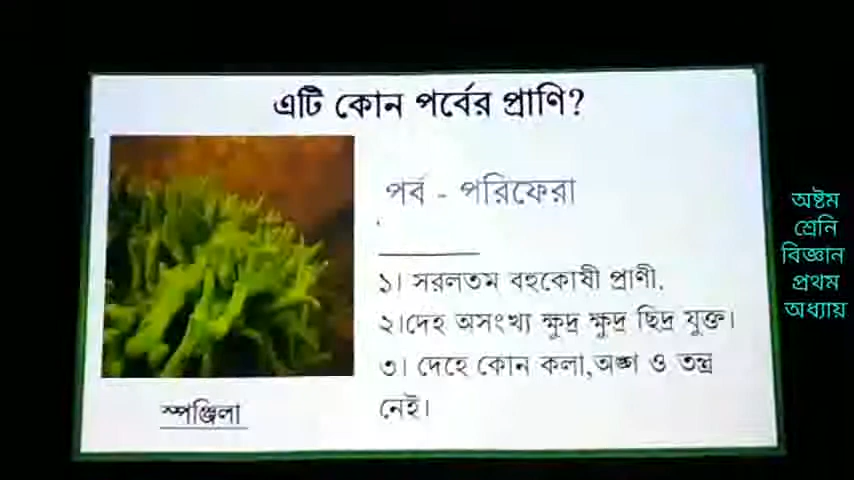 এটি কোন পর্বের প্রাণি?
পর্ব - পরিফেরা
১। সরলতম বহুকোষী প্রাণী.
২।দেহ অসংখ্য ক্ষুদ্র ক্ষুদ্র ছিদ্র যুক্ত।
৩। দেহে কোন কলা,অঙ্গ ও তন্ত্র
নেই।
স্পঞ্জিলা
অষ্টম
শ্রেনি
বিজ্ঞান
প্রথম
অধ্যায়